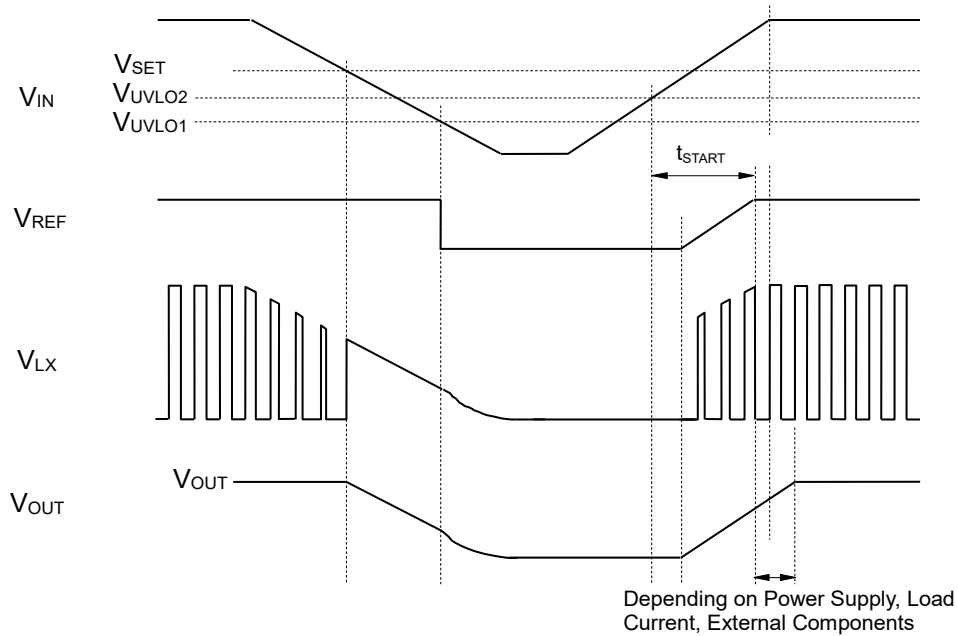 VSET
VIN
VUVLO2
VUVLO1
tSTART
VREF
VLX
VOUT
VOUT
Depending on Power Supply, Load
Current, External Components